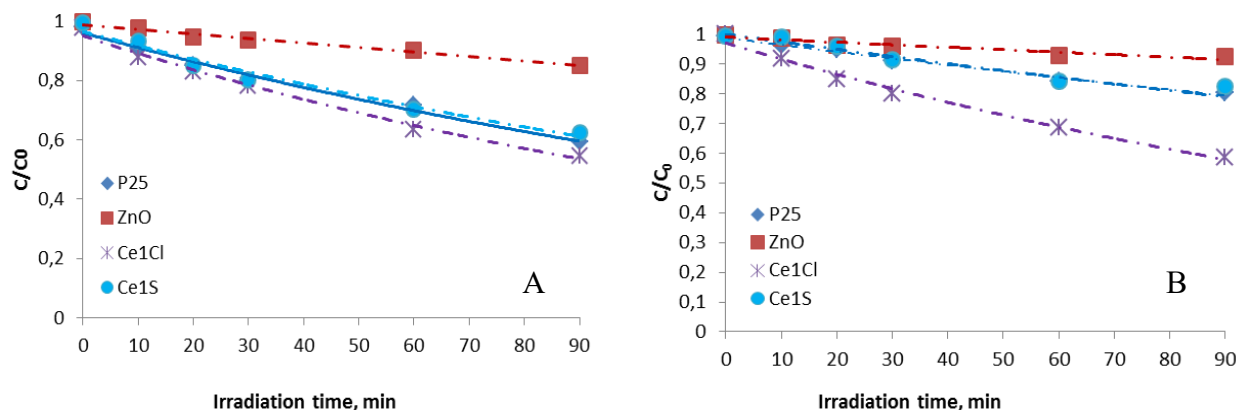 1
0,8
0,6
0,4
0,2
0
C/C0
P25
ZnO
Ce1Cl
Ce1S
A
0 10 20 30 40 50 60 70 80 90
Irradiation time, min
1
0,9
0,8
0,7
0,6
0,5
0,4
0,3
0,2
0,1
0
C/C₀
P25
ZnO
Ce1Cl
Ce1S
B
0 10 20 30 40 50 60 70 80 90
Irradiation time, min